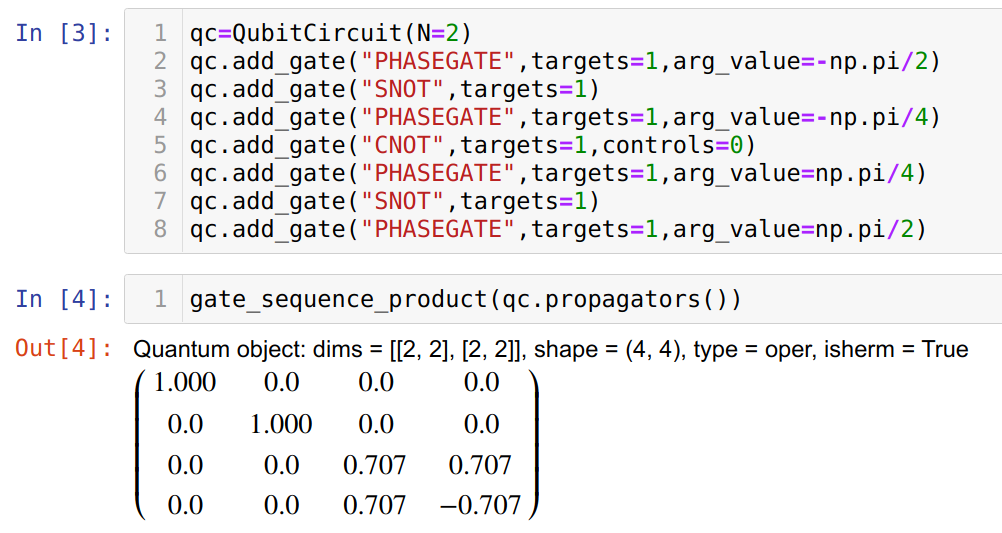 In [3]:
1 qc=QubitCircuit(N=2)
2 qc.add_gate("PHASEGATE",targets=1,arg_value=-np.pi/2)
3 qc.add_gate("SNOT",targets=1)
4 qc.add_gate("PHASEGATE",targets=1,arg_value=-np.pi/4)
5 qc.add_gate("CNOT",targets=1,controls=0)
6 qc.add_gate("PHASEGATE",targets=1,arg_value=np.pi/4)
7 qc.add_gate("SNOT",targets=1)
8 qc.add_gate("PHASEGATE",targets=1,arg_value=np.pi/2)
In [4]:
1 gate_sequence_product(qc.propagators())
Out[4]:
Quantum object: dims = [[2, 2], [2, 2]], shape = (4, 4), type = oper, isherm = True
1.000 0.0 0.0 0.0
0.0 1.000 0.0 0.0
0.0 0.0 0.707 0.707
0.0 0.0 0.707 −0.707